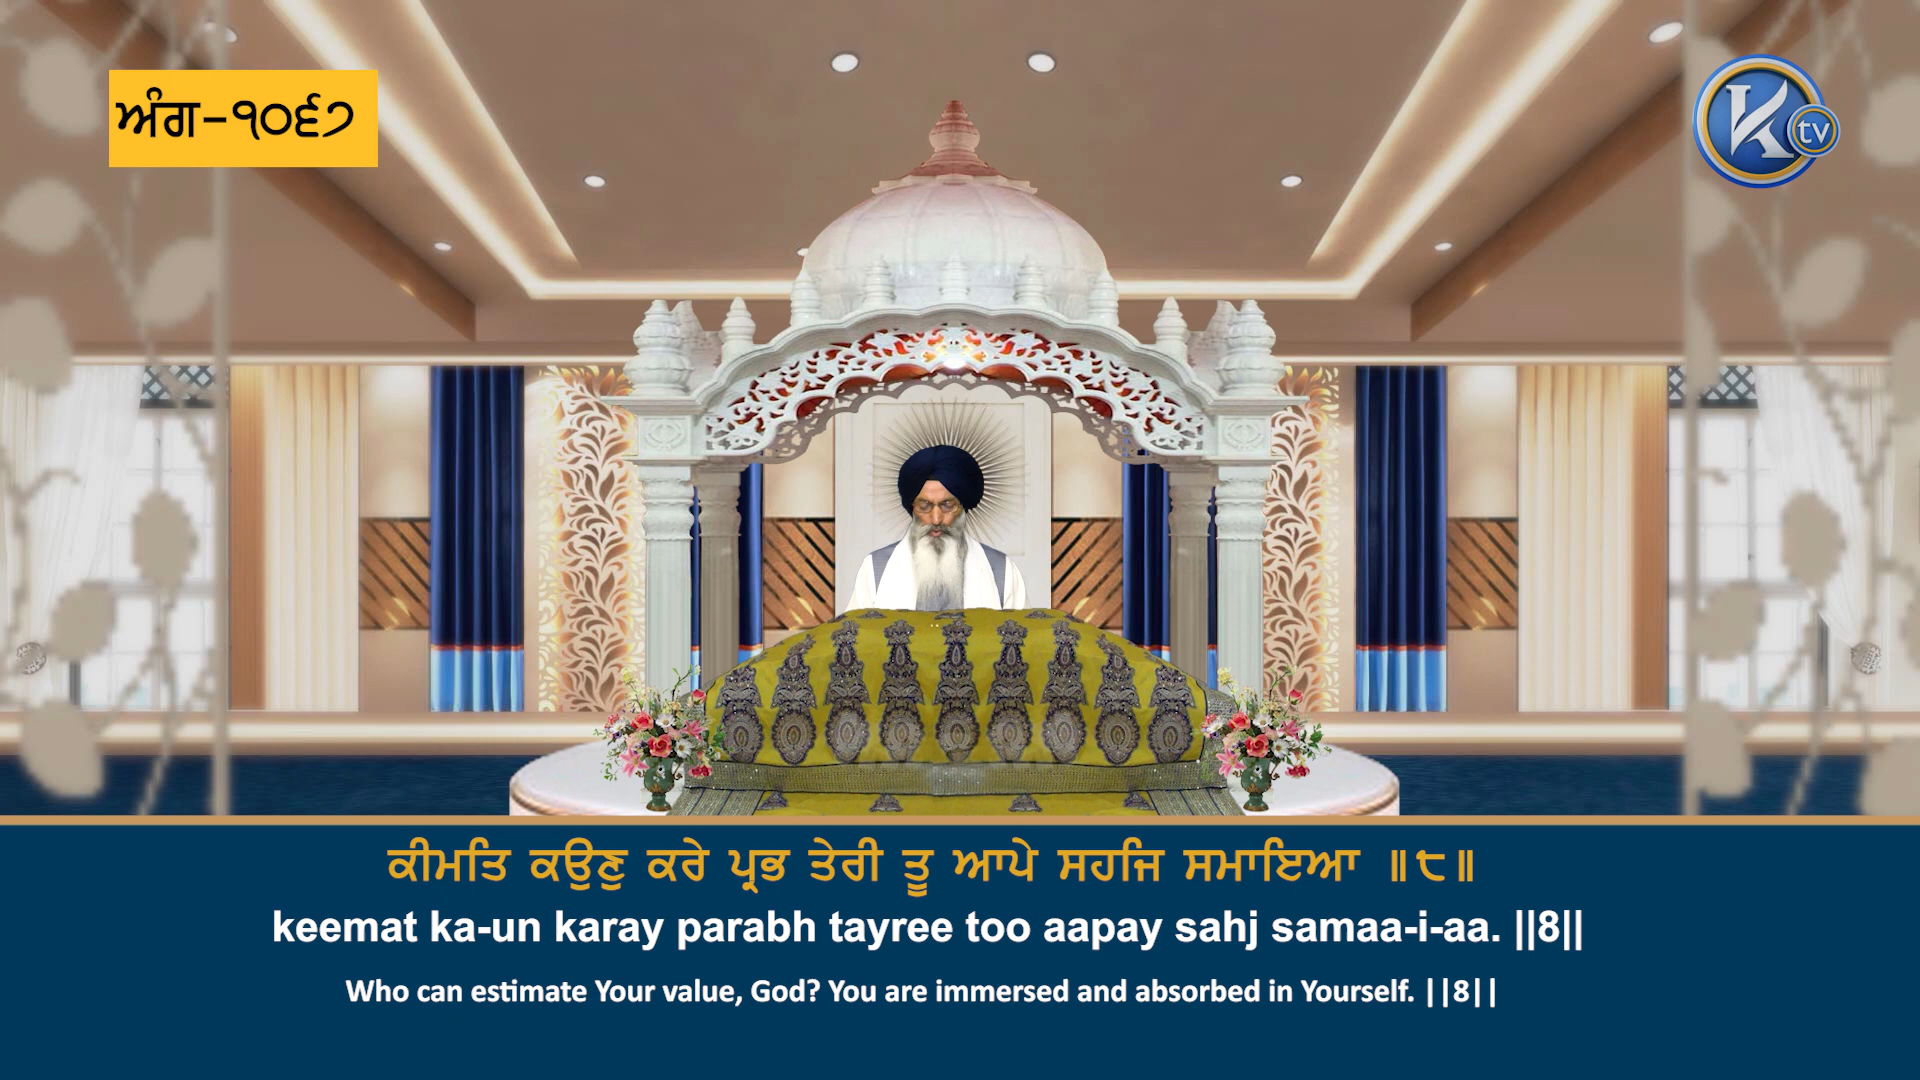 ਅੰਗ-੧੦੬੭
K tv
ਕੀਮਤਿ ਕਉਣੁ ਕਰੇ ਪ੍ਰਭ ਤੇਰੀ ਤੂ ਆਪੇ ਸਹਜਿ ਸਮਾਇਆ ॥੮॥
keemat ka-un karay parabh tayree too aapay sahj samaa-i-aa. ||8||
Who can estimate Your value, God? You are immersed and absorbed in Yourself. ||8||